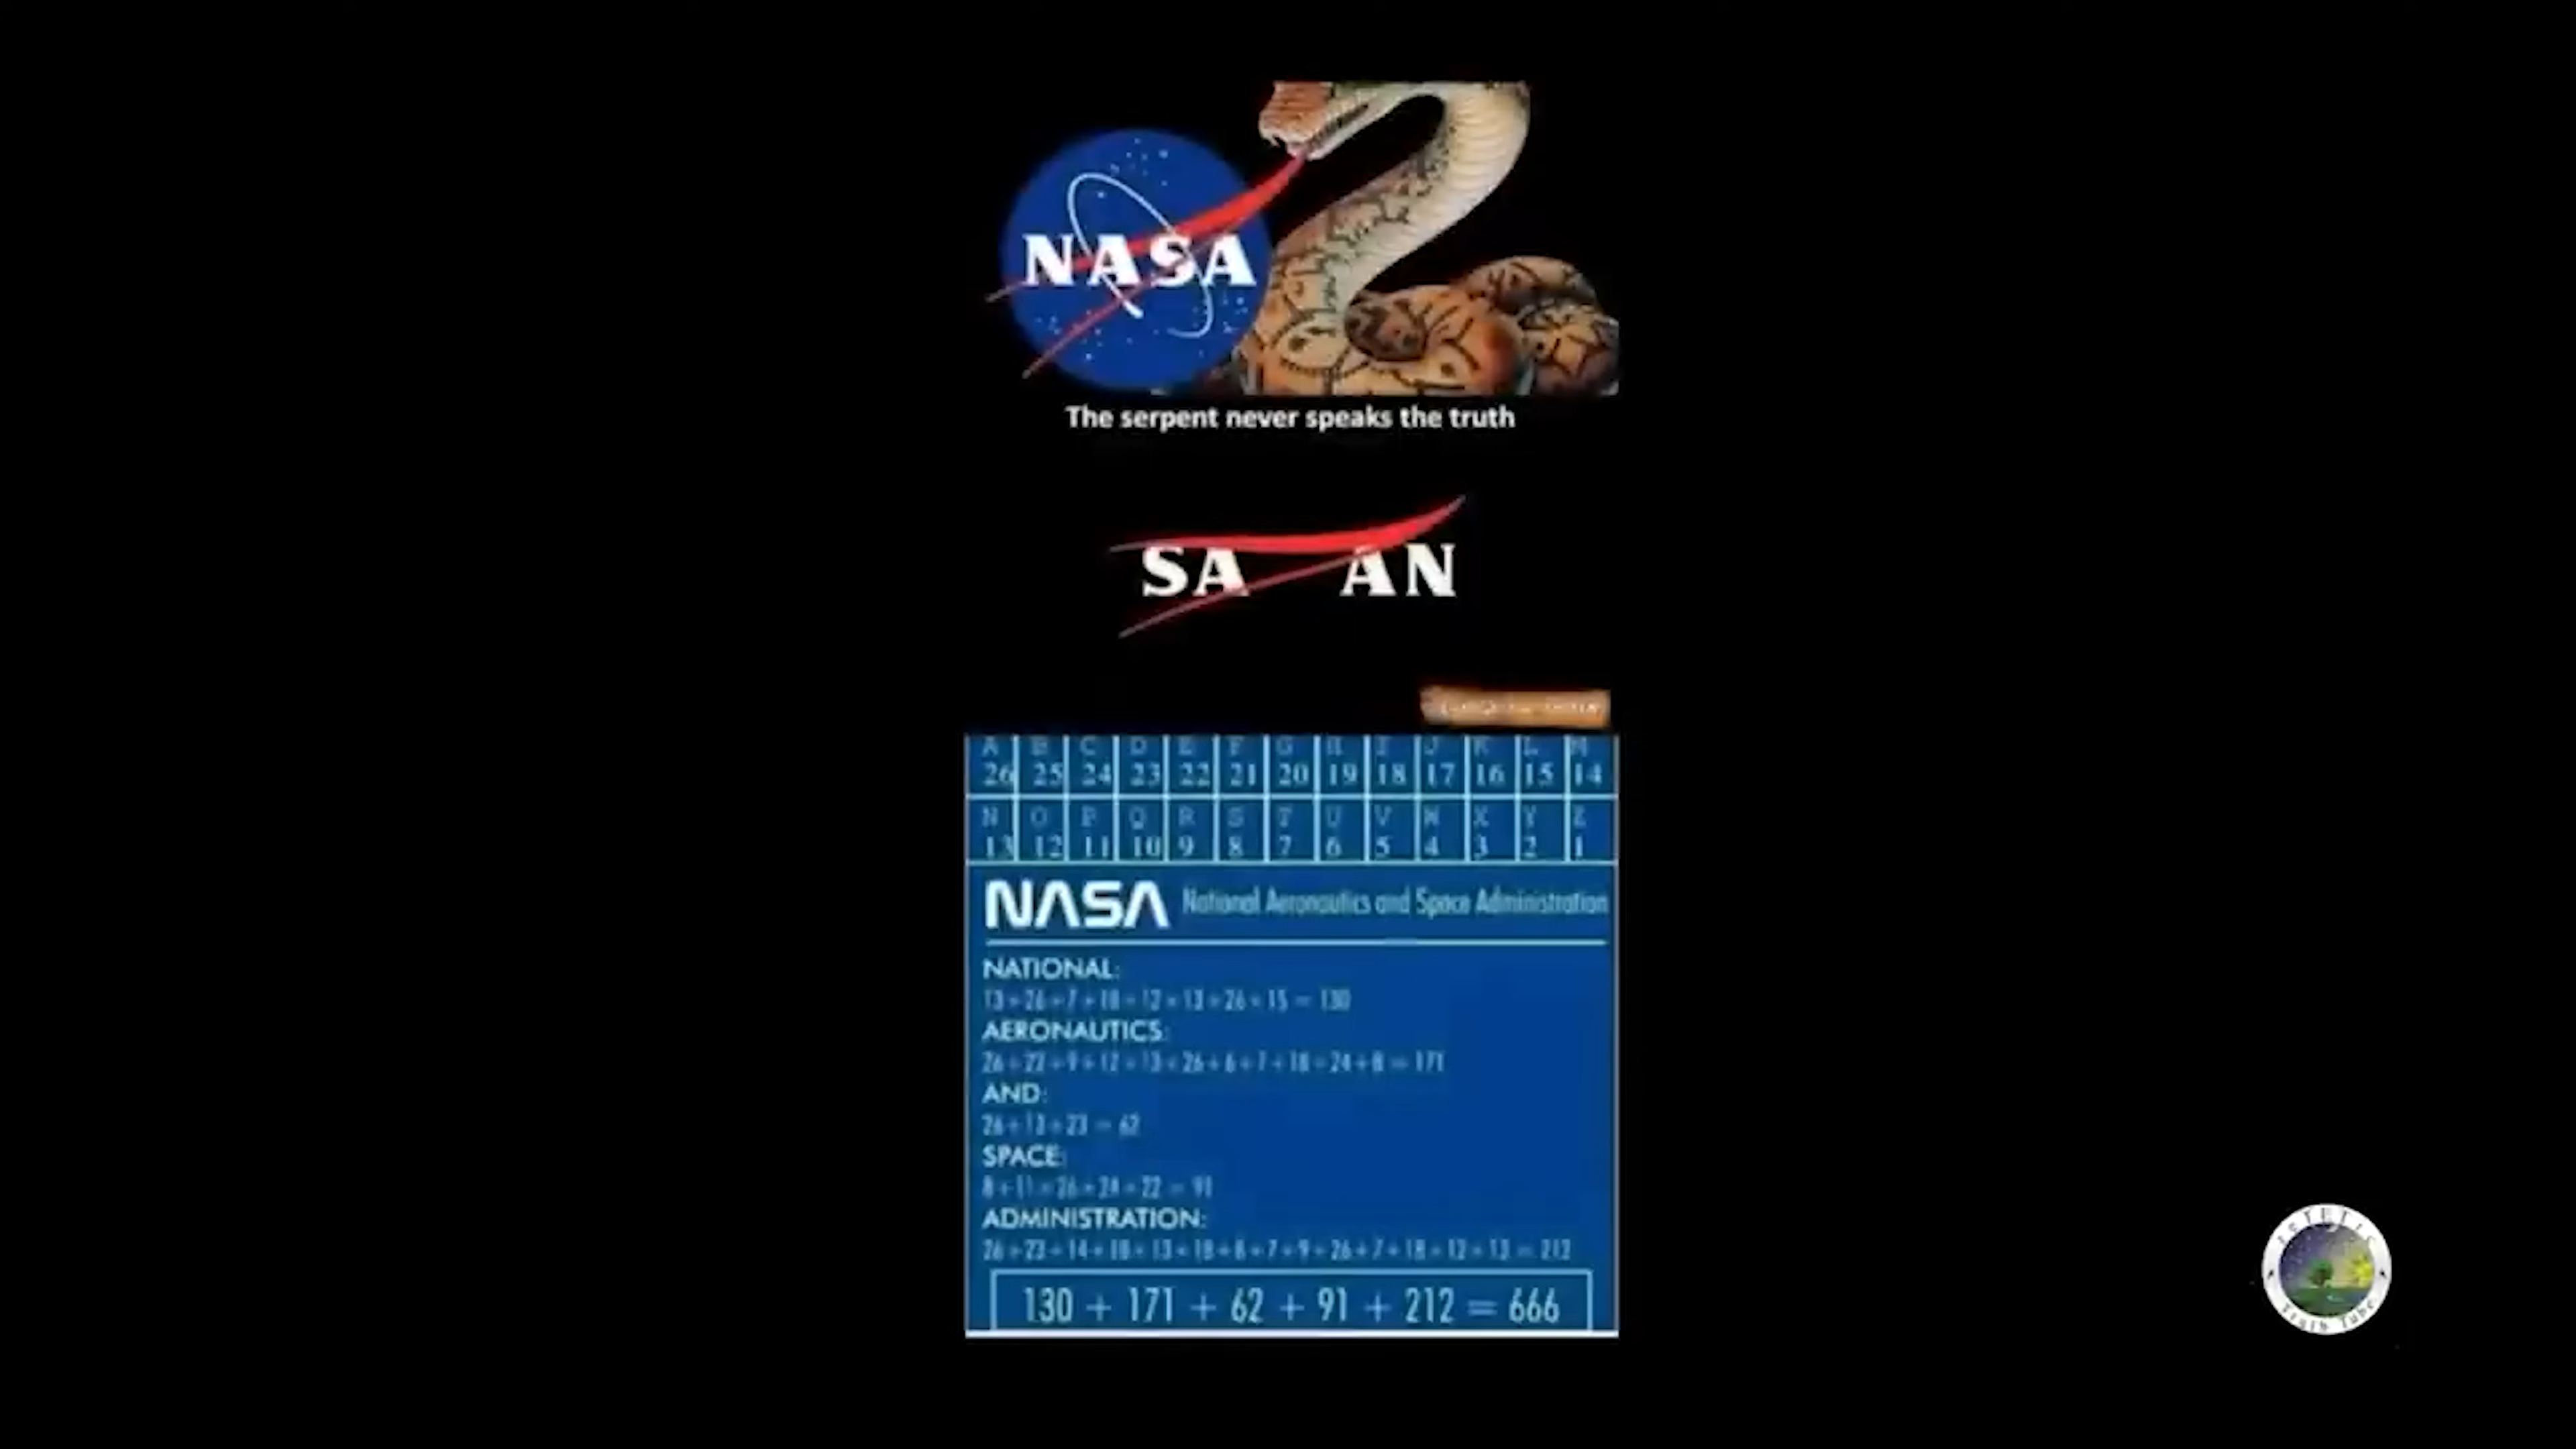 NASA
The serpent never speaks the truth
SA AN
A B C D E F G H I J K L M
26 25 24 23 22 21 20 19 18 17 16 15 14
N O P Q R S T U V W X Y Z
13 12 11 10 9 8 7 6 5 4 3 2 1
NASA National Aeronautics and Space Administration
NATIONAL:
13+26+7+18+12+13+26+15 = 130
AERONAUTICS:
26+22+9+12+13+26+6+7+18+24+8 = 171
AND:
26+13+23 = 62
SPACE:
8+11+26+24+22 = 91
ADMINISTRATION:
26+23+14+18+13+18+8+7+9+26+7+18+12+13 = 212
130 + 171 + 62 + 91 + 212 = 666
Truth Tube